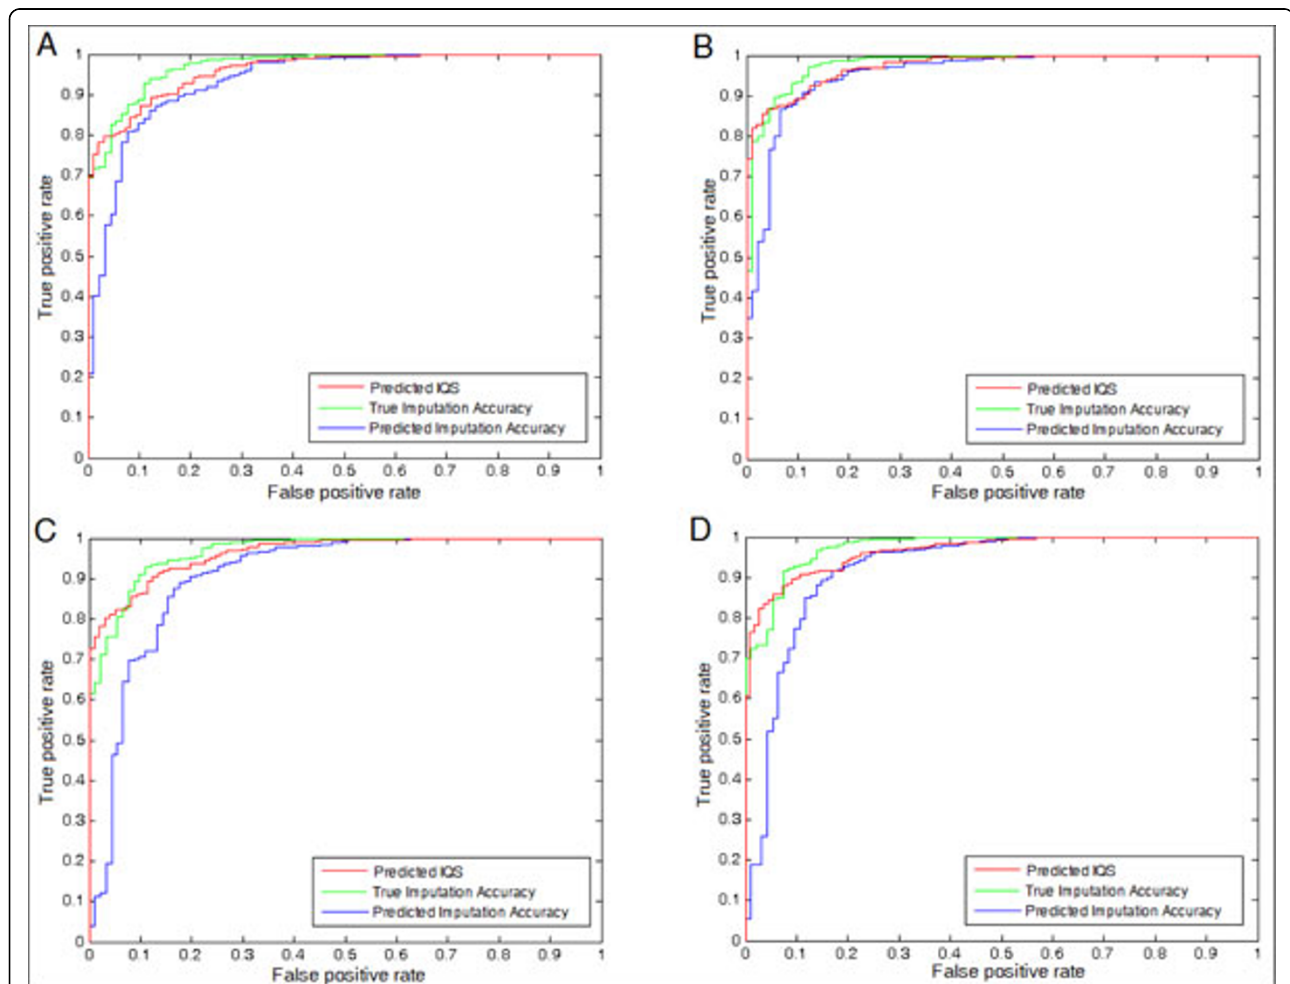 A
1
0.9
0.8
0.7
0.6
0.5
0.4
0.3
0.2
0.1
0
True positive rate
Predicted IQS
True Imputation Accuracy
Predicted Imputation Accuracy
0 0.1 0.2 0.3 0.4 0.5 0.6 0.7 0.8 0.9 1
False positive rate
B
1
0.9
0.8
0.7
0.6
0.5
0.4
0.3
0.2
0.1
0
True positive rate
Predicted IQS
True Imputation Accuracy
Predicted Imputation Accuracy
0 0.1 0.2 0.3 0.4 0.5 0.6 0.7 0.8 0.9 1
False positive rate
C
1
0.9
0.8
0.7
0.6
0.5
0.4
0.3
0.2
0.1
0
True positive rate
Predicted IQS
True Imputation Accuracy
Predicted Imputation Accuracy
0 0.1 0.2 0.3 0.4 0.5 0.6 0.7 0.8 0.9 1
False positive rate
D
1
0.9
0.8
0.7
0.6
0.5
0.4
0.3
0.2
0.1
0
True positive rate
Predicted IQS
True Imputation Accuracy
Predicted Imputation Accuracy
0 0.1 0.2 0.3 0.4 0.5 0.6 0.7 0.8 0.9 1
False positive rate